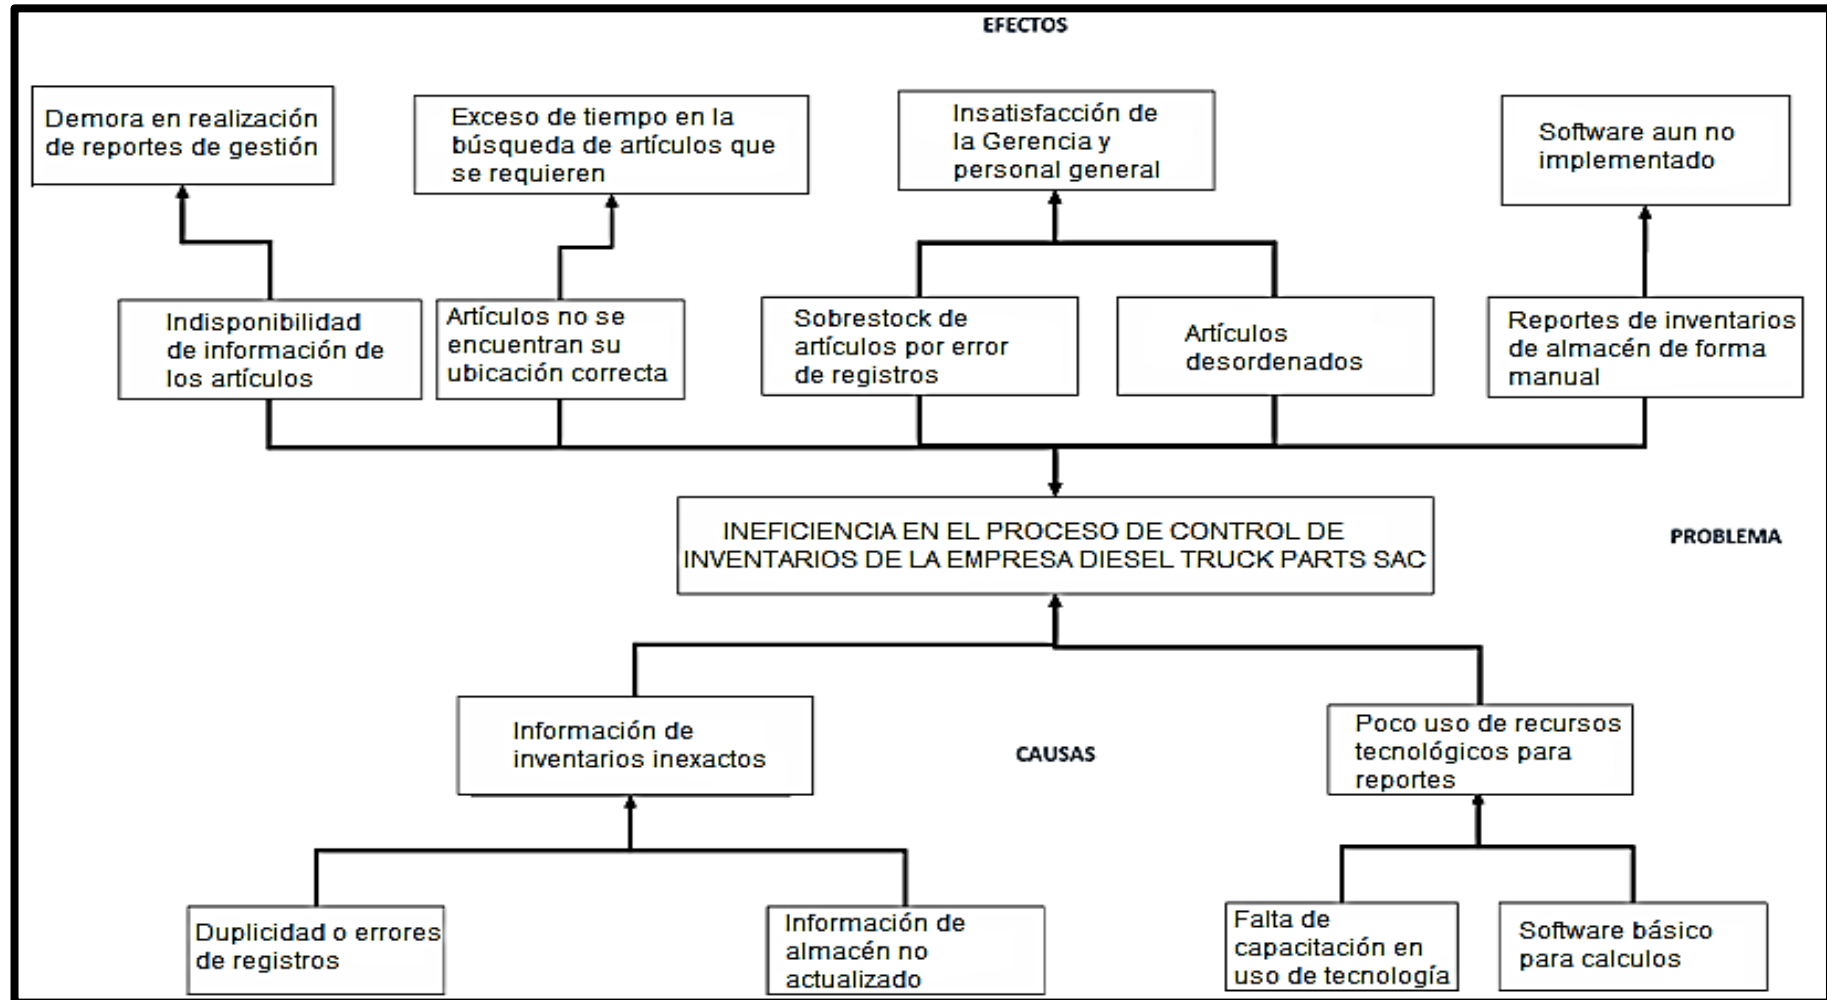 EFECTOS
Demora en realización
de reportes de gestión
Exceso de tiempo en la
búsqueda de artículos que
se requieren
Insatisfacción de
la Gerencia y
personal general
Software aun no
implementado
Indisponibilidad
de información de
los artículos
Artículos no se
encuentran su
ubicación correcta
Sobrestock de
artículos por error
de registros
Artículos
desordenados
Reportes de inventarios
de almacén de forma
manual
INEFICIENCIA EN EL PROCESO DE CONTROL DE
INVENTARIOS DE LA EMPRESA DIESEL TRUCK PARTS SAC
PROBLEMA
Información de
inventarios inexactos
CAUSAS
Poco uso de recursos
tecnológicos para
reportes
Duplicidad o errores
de registros
Información de
almacén no
actualizado
Falta de
capacitación en
uso de tecnología
Software básico
para calculos